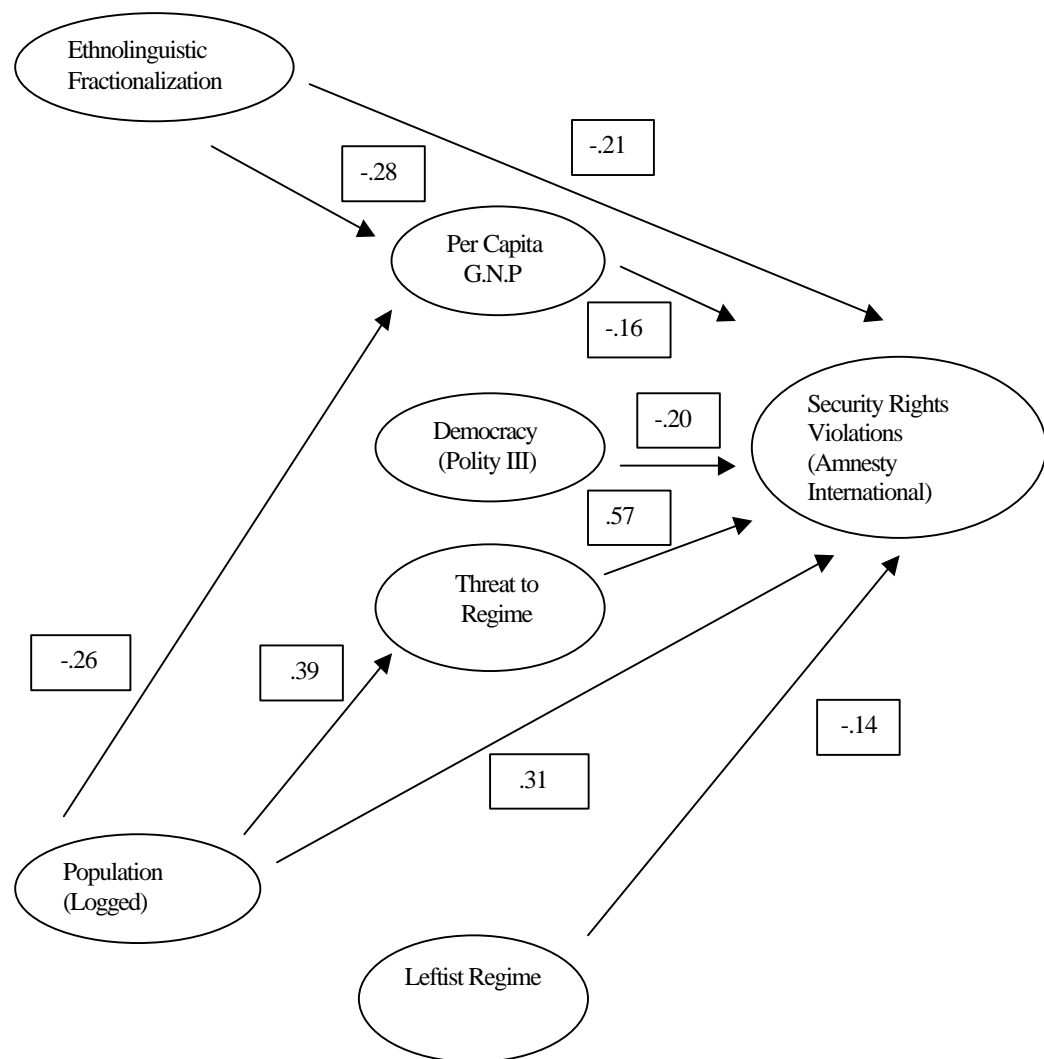 Ethnolinguistic
Fractionalization
-.21
-.28
Per Capita
G.N.P
-.16
Security Rights
Violations
(Amnesty
International)
-.20
Democracy
(Polity III)
.57
Threat to
Regime
-.26
.39
-.14
.31
Population
(Logged)
Leftist Regime